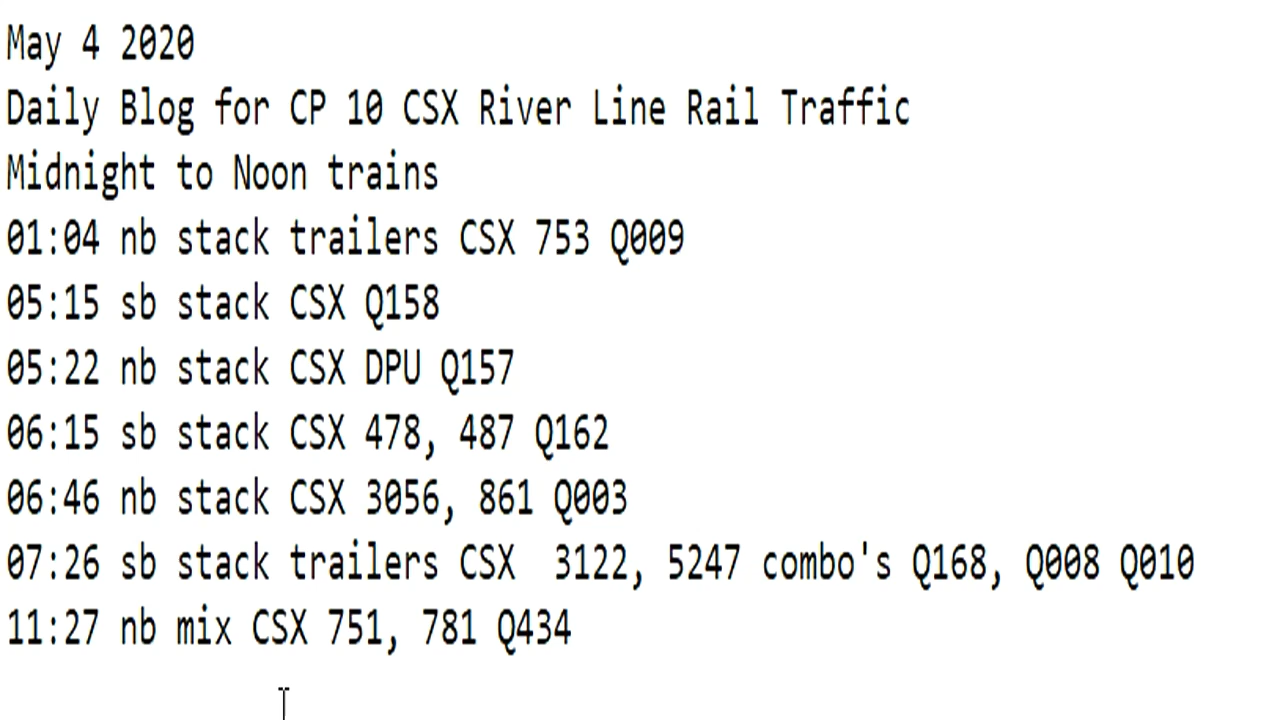 May 4 2020
Daily Blog for CP 10 CSX River Line Rail Traffic
Midnight to Noon trains
01:04 nb stack trailers CSX 753 Q009
05:15 sb stack CSX Q158
05:22 nb stack CSX DPU Q157
06:15 sb stack CSX 478, 487 Q162
06:46 nb stack CSX 3056, 861 Q003
07:26 sb stack trailers CSX  3122, 5247 combo's Q168, Q008 Q010
11:27 nb mix CSX 751, 781 Q434